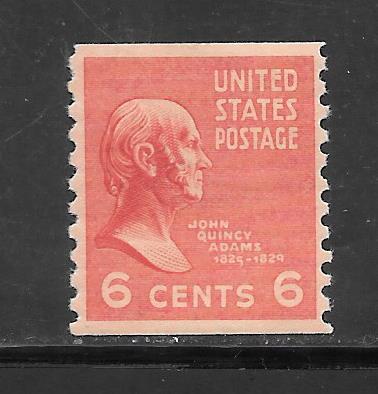 UNITED
STATES
POSTAGE
JOHN
QUINCY
ADAMS
1825-1829
6 CENTS 6